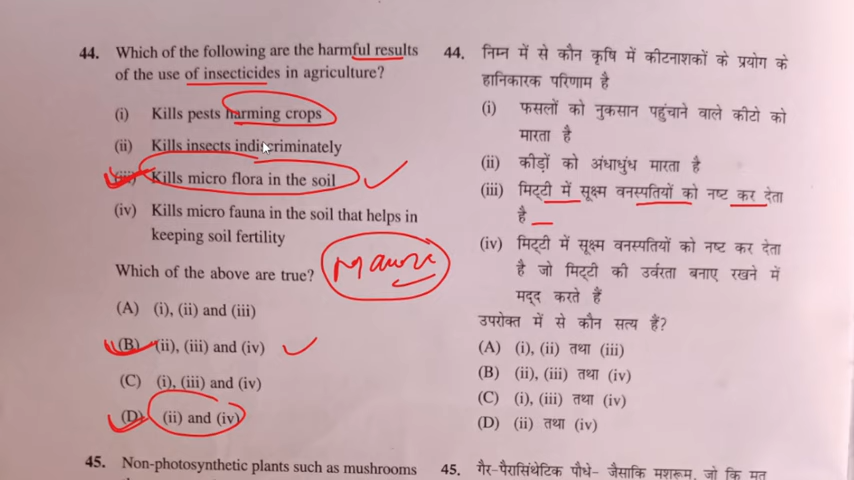 44. Which of the following are the harmful results
of the use of insecticides in agriculture?
(i) Kills pests harming crops
(ii) Kills insects indiscriminately
(iii) Kills micro flora in the soil
(iv) Kills micro fauna in the soil that helps in
keeping soil fertility
Which of the above are true?
(A) (i), (ii) and (iii)
(B) (ii), (iii) and (iv)
(C) (i), (iii) and (iv)
(D) (ii) and (iv)
45. Non-photosynthetic plants such as mushrooms
44. निम्न में से कौन कृषि में कीटनाशकों के प्रयोग के
हानिकारक परिणाम है
(i) फसलों को नुकसान पहुंचाने वाले कीटो को
मारता है
(ii) कीड़ों को अंधाधुंध मारता है
(iii) मिट्टी में सूक्ष्म वनस्पतियों को नष्ट कर देता
है
(iv) मिट्टी में सूक्ष्म वनस्पतियों को नष्ट कर देता
है जो मिट्टी की उर्वरता बनाए रखने में
मद्द करते हैं
उपरोक्त में से कौन सत्य हैं?
(A) (i), (ii) तथा (iii)
(B) (ii), (iii) तथा (iv)
(C) (i), (iii) तथा (iv)
(D) (ii) तथा (iv)
45. गैर-पैरासिंथेटिक पौधे- जैसाकि मशरूम, जो कि मृत